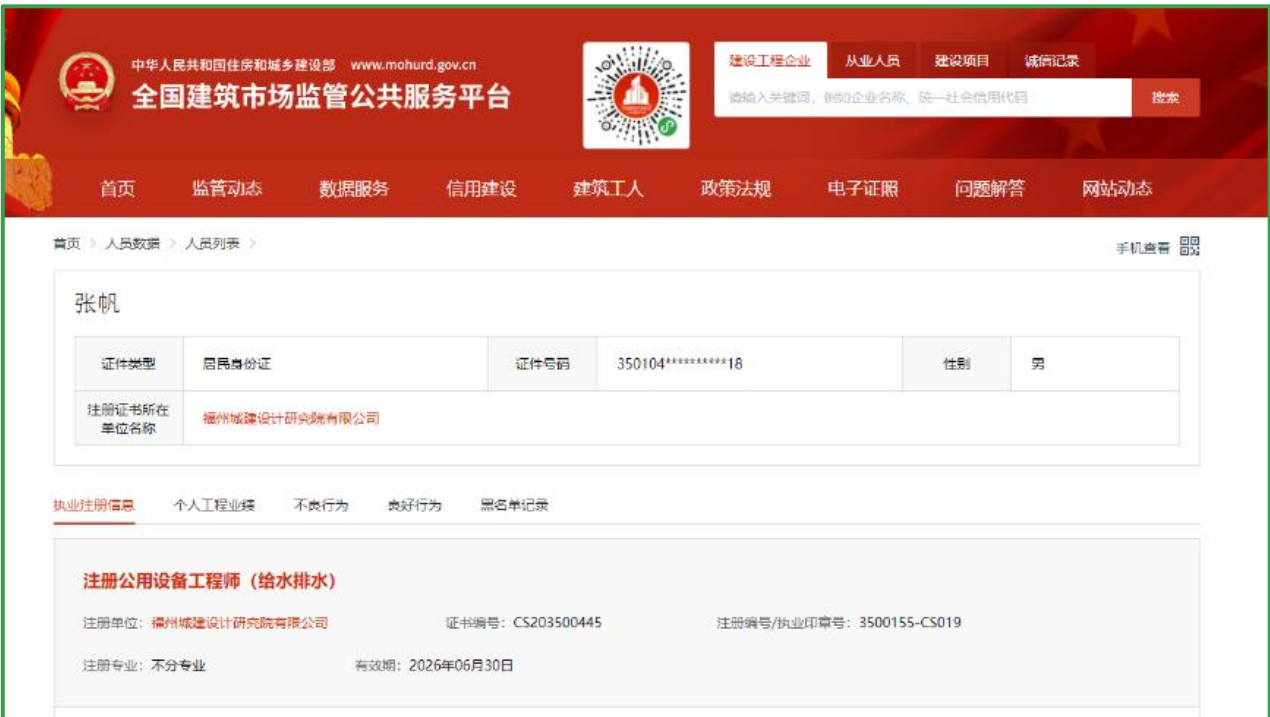 中华人民共和国住房和城乡建设部 www.mohurd.gov.cn
全国建筑市场监管公共服务平台
建设工程企业 从业人员 建设项目 诚信记录
请输入关键词，例如企业名称、统一社会信用代码 搜索
首页 监管动态 数据服务 信用建设 建筑工人 政策法规 电子证照 问题解答 网站动态
首页 > 人员数据 > 人员列表 >
手机查看
张帆
证件类型 居民身份证 证件号码 350104**********18 性别 男
注册证书所在
单位名称
福州城建设计研究院有限公司
执业注册信息 个人工程业绩 不良行为 良好行为 黑名单记录
注册公用设备工程师（给水排水）
注册单位：福州城建设计研究院有限公司 证书编号：CS203500445 注册编号/执业印章号：3500155-CS019
注册专业：不分专业 有效期：2026年06月30日